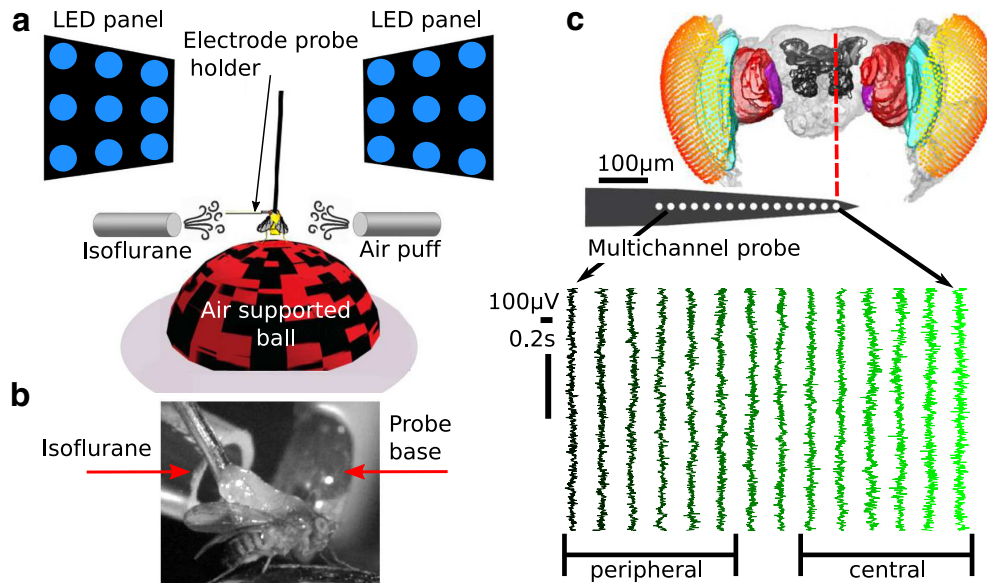 a
LED panel
LED panel
Electrode probe
holder
Isoflurane
Air puff
Air supported
ball
b
Isoflurane
Probe
base
c
100μm
Multichannel probe
100μV
0.2s
peripheral
central